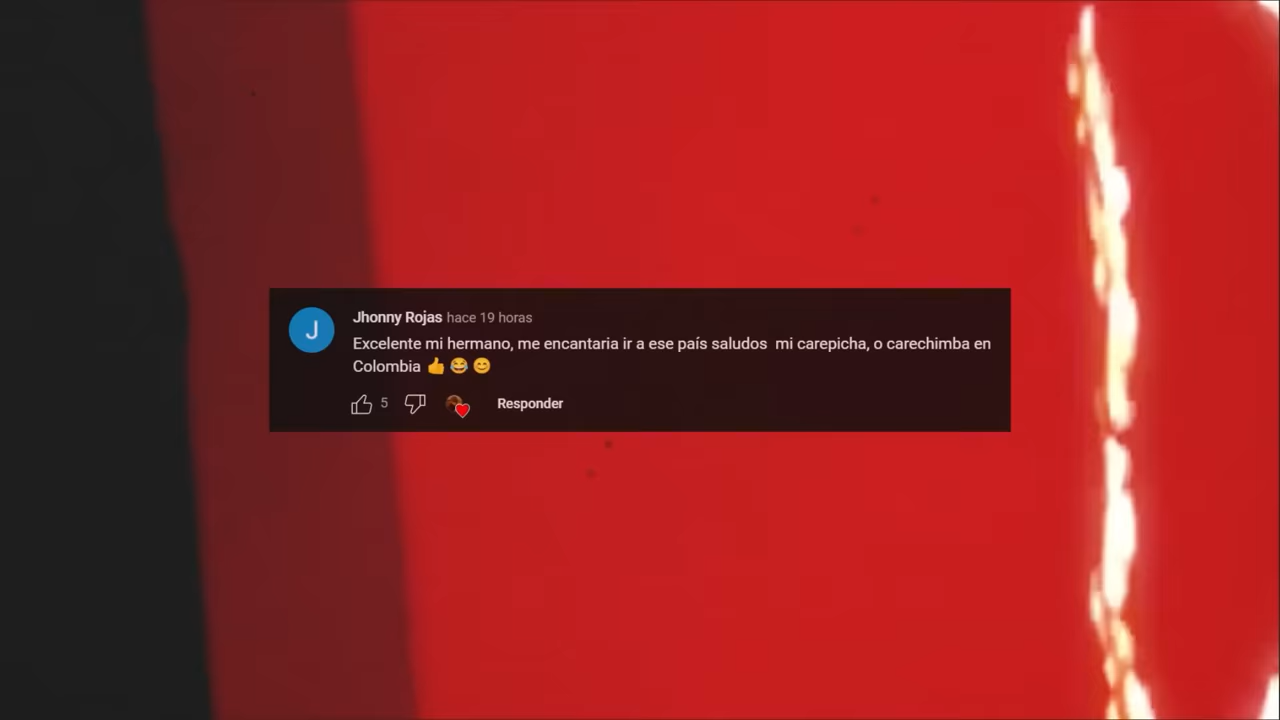 J
Jhonny Rojas hace 19 horas
Excelente mi hermano, me encantaria ir a ese país saludos  mi carepicha, o carechimba en
Colombia 👍 😂 😊
5
Responder